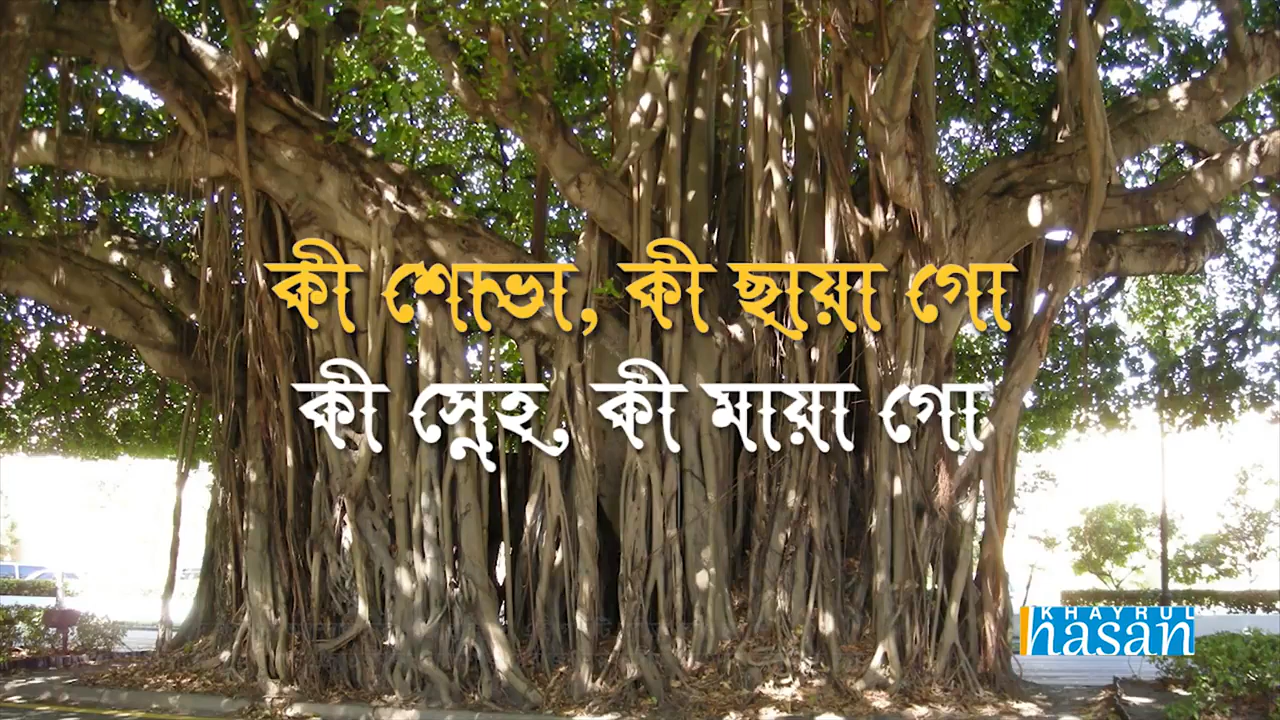 কী শোভা, কী ছায়া গো
কী স্নেহ, কী মায়া গো
KHAYRUL
hasan